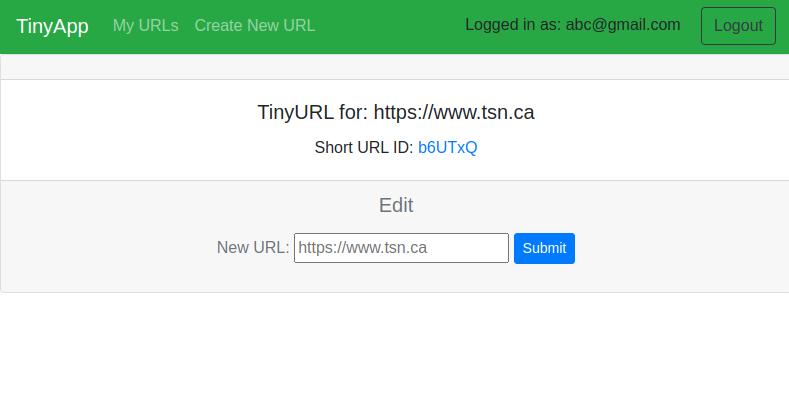 TinyApp My URLs Create New URL Logged in as: abc@gmail.com Logout
TinyURL for: https://www.tsn.ca
Short URL ID: b6UTxQ
Edit
New URL: https://www.tsn.ca Submit